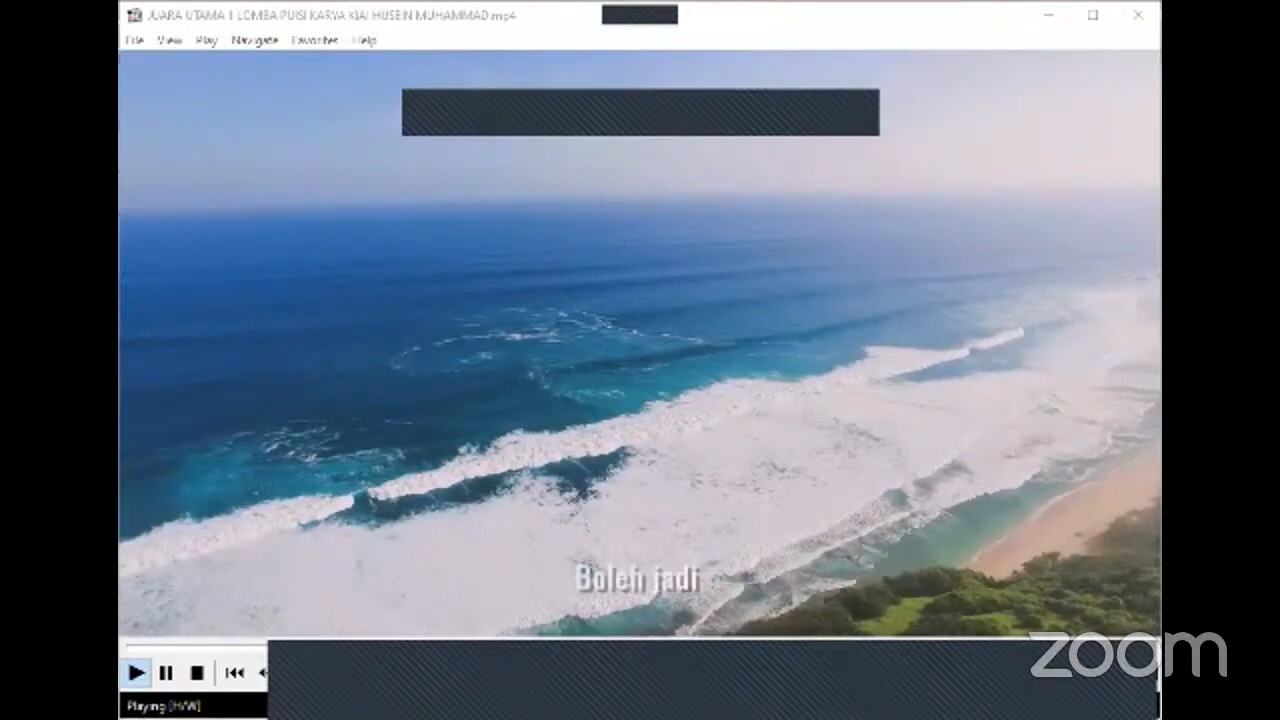 JUARA UTAMA 1 LOMBA PUISI KARYA KIAI HUSEIN MUHAMMAD.mp4
File View Play Navigate Favorites Help
Boleh jadi
zoom
Playing [H/W]